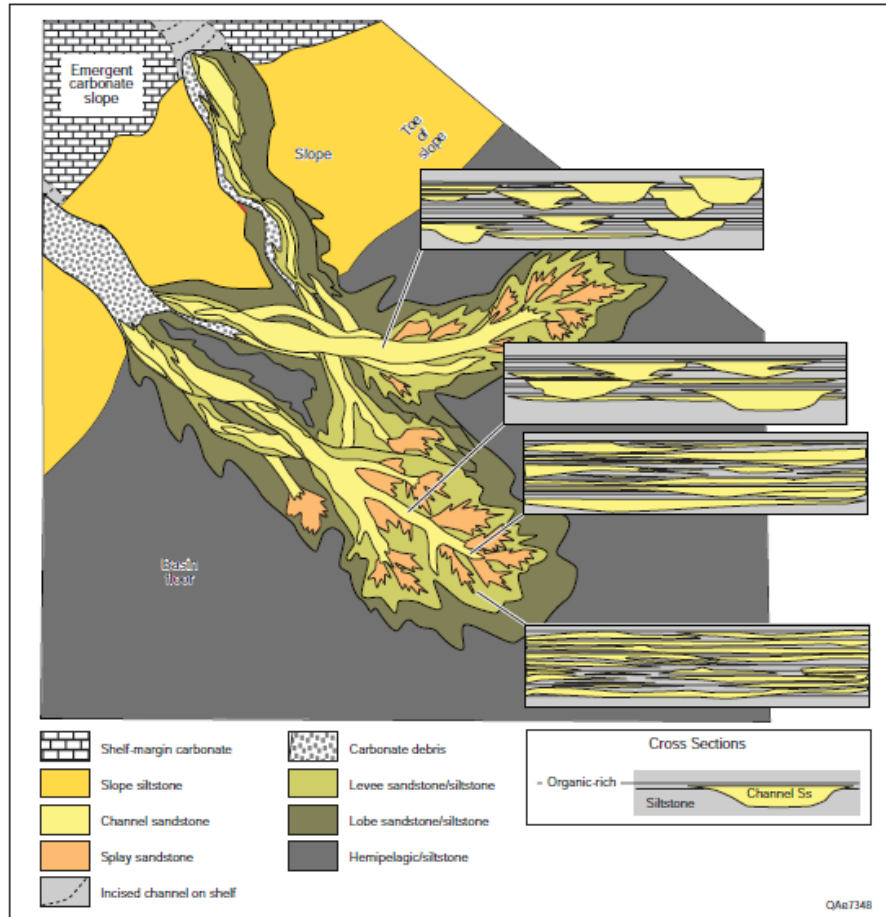 Emergent
carbonate
slope
Slope
Toe of
slope
Basin
floor
Shelf-margin carbonate
Slope siltstone
Channel sandstone
Splay sandstone
Incised channel on shelf
Carbonate debris
Levee sandstone/siltstone
Lobe sandstone/siltstone
Hemipelagic/siltstone
Cross Sections
Organic-rich
Channel Ss
Siltstone